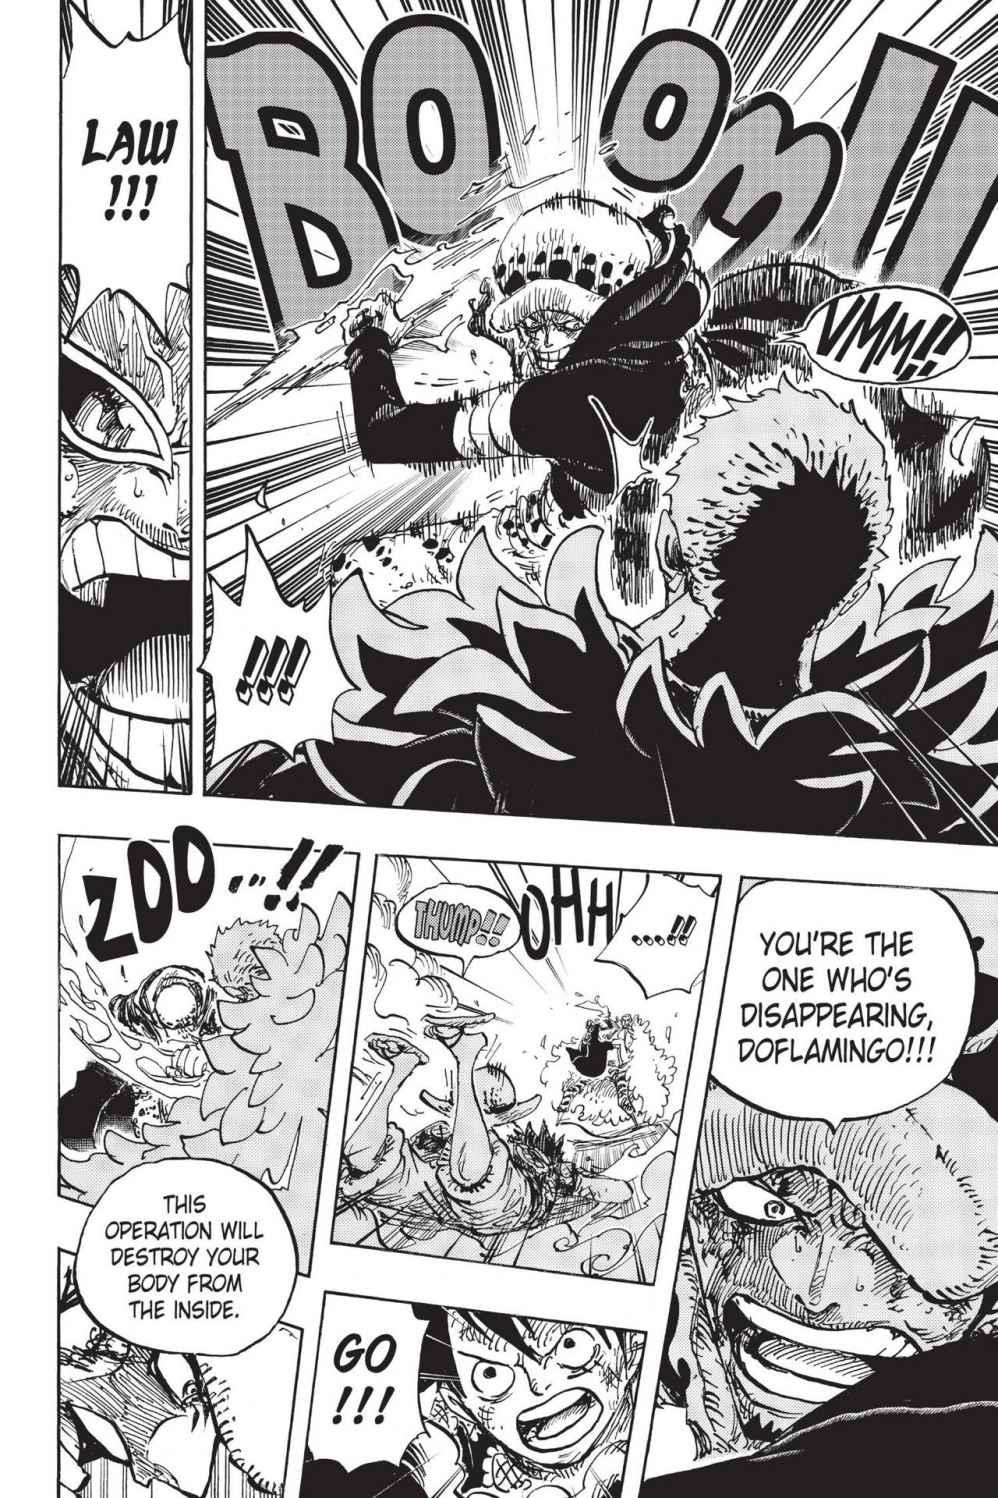 BOOM!!
VMM!!
!!!
LAW
!!!
YOU'RE THE
ONE WHO'S
DISAPPEARING,
DOFLAMINGO!!!
...!!
OHH
THUMP!!
ZDD...!!
THIS
OPERATION WILL
DESTROY YOUR
BODY FROM
THE INSIDE.
GO
!!!